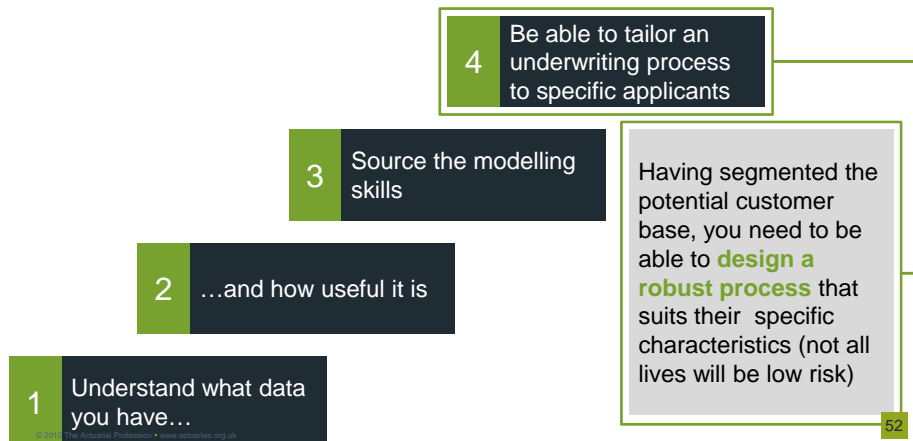 4
Be able to tailor an
underwriting process
to specific applicants
3
Source the modelling
skills
Having segmented the
potential customer
base, you need to be
able to design a
robust process that
suits their specific
characteristics (not all
lives will be low risk)
2
…and how useful it is
1
Understand what data
you have…
© 2010 The Actuarial Profession • www.actuaries.org.uk
52